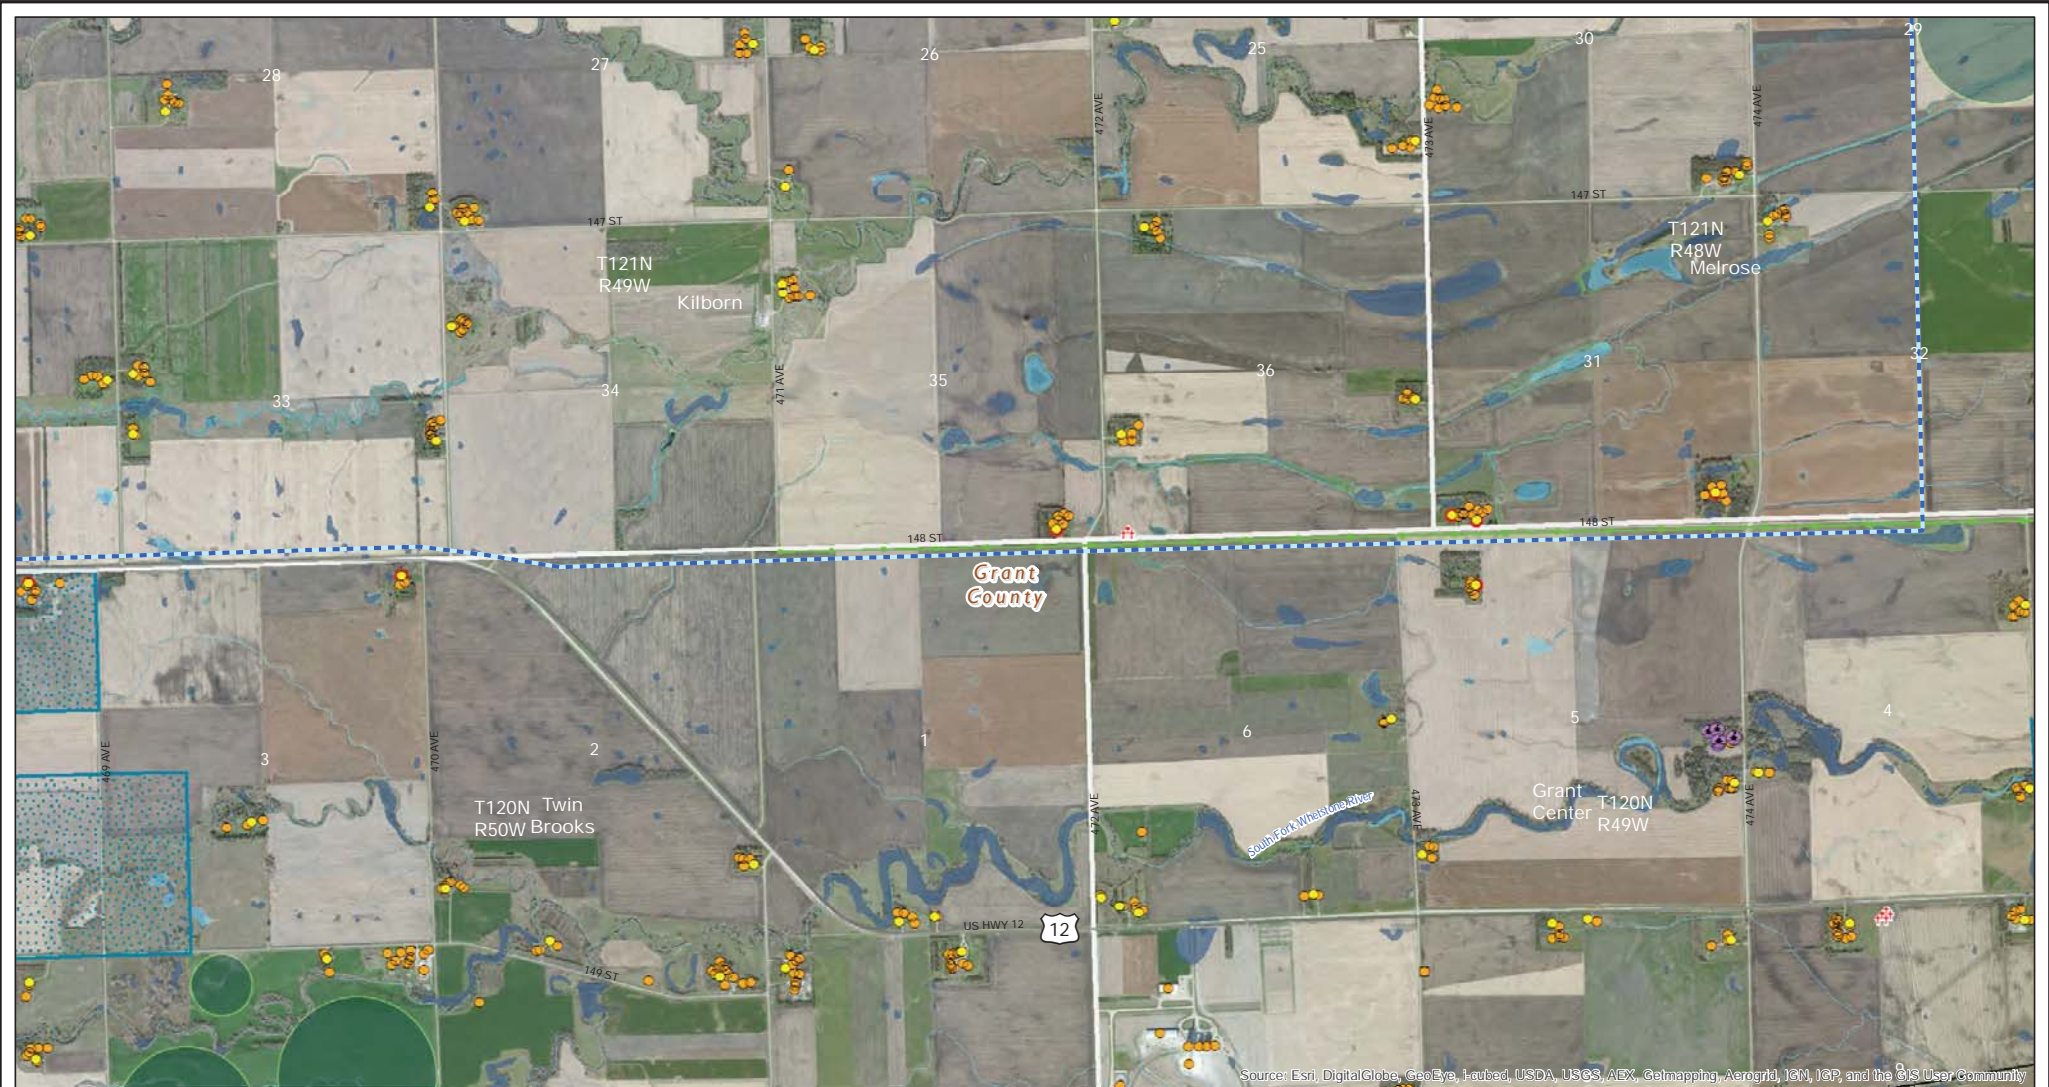 28
27
26
25
30
29
472 AVE
473 AVE
474 AVE
147 ST
147 ST
T121N
R49W
Kilborn
T121N
R48W
Melrose
33
34
471 AVE
35
36
31
32
148 ST
148 ST
Grant
County
469 AVE
3
470 AVE
2
1
6
5
4
T120N
R50W
Twin
Brooks
472 AVE
South Fork Whetstone River
473 AVE
Grant
Center
T120N
R49W
474 AVE
US HWY 12
12
149 ST
Source: Esri, DigitalGlobe, GeoEye, i-cubed, USDA, USGS, AEX, Getmapping, Aerogrid, IGN, IGP, and the GIS User Community